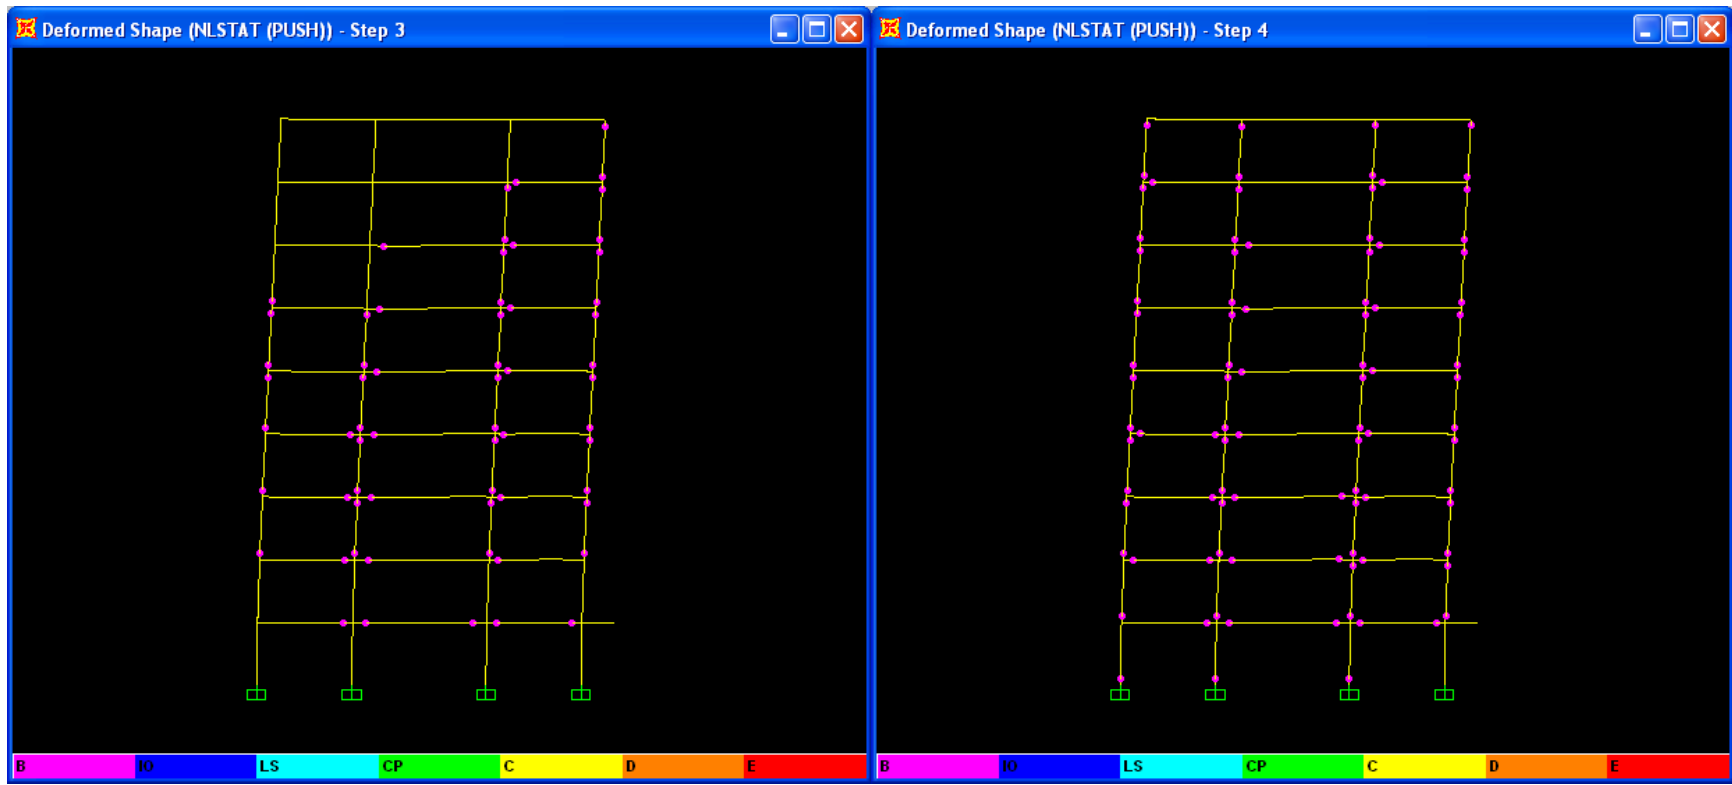 Deformed Shape (NLSTAT (PUSH)) - Step 3
B IO LS CP C D E
Deformed Shape (NLSTAT (PUSH)) - Step 4
B IO LS CP C D E